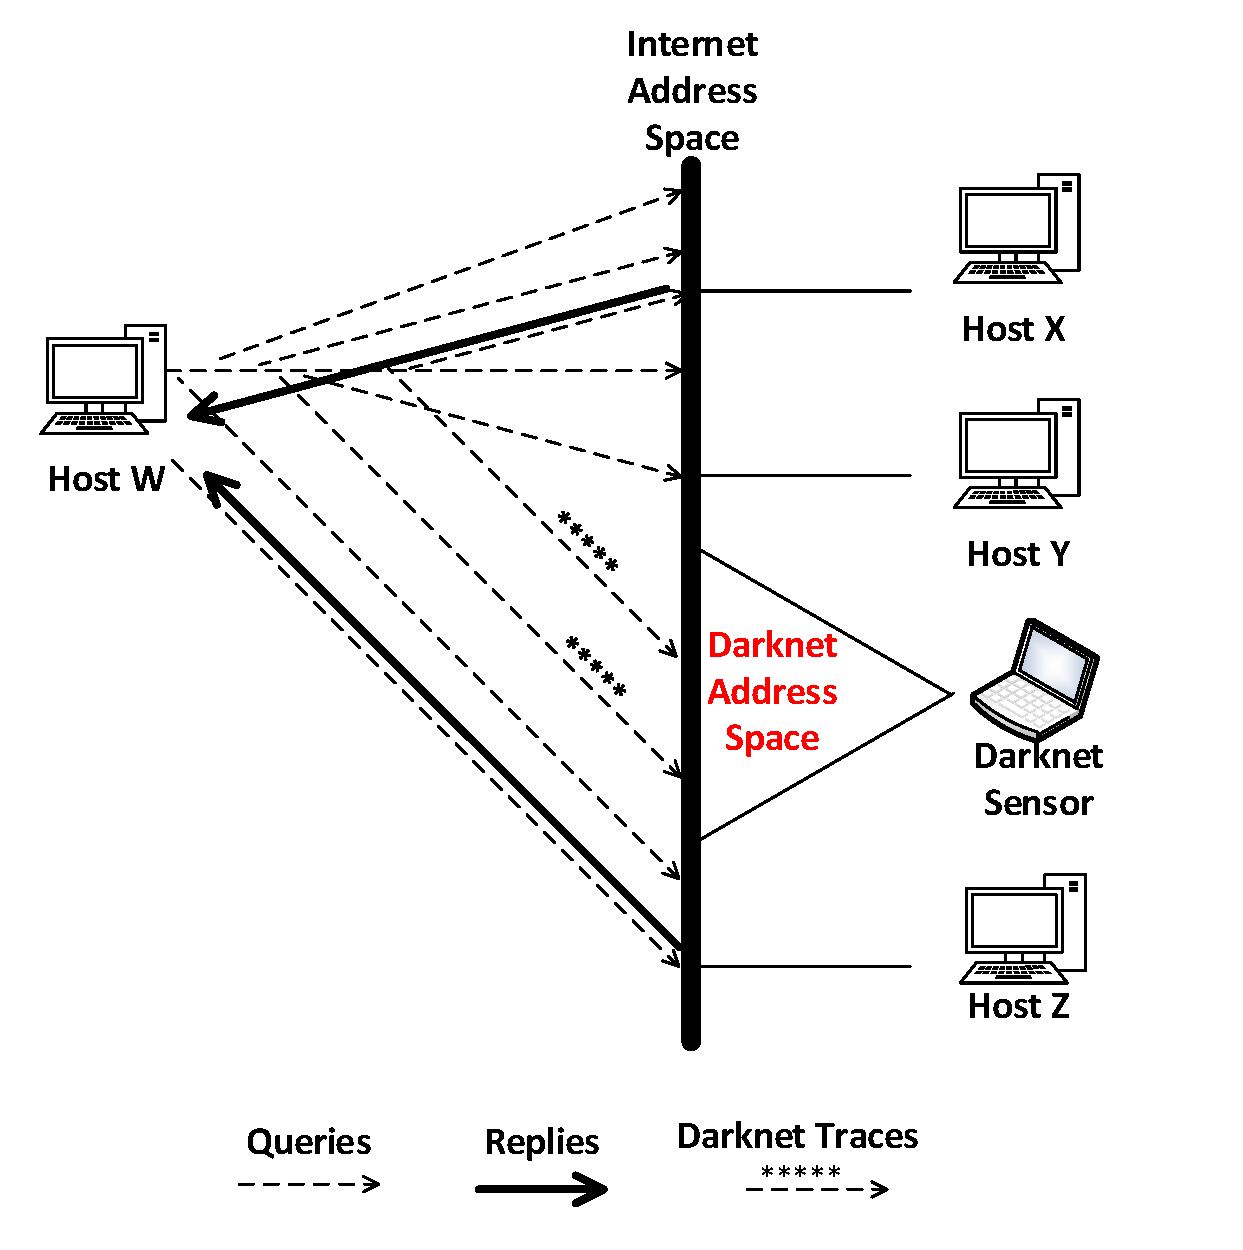 Internet
Address
Space
Host X
Host W
Host Y
*****
*****
Darknet
Address
Space
Darknet
Sensor
Host Z
Queries
Replies
Darknet Traces
*****